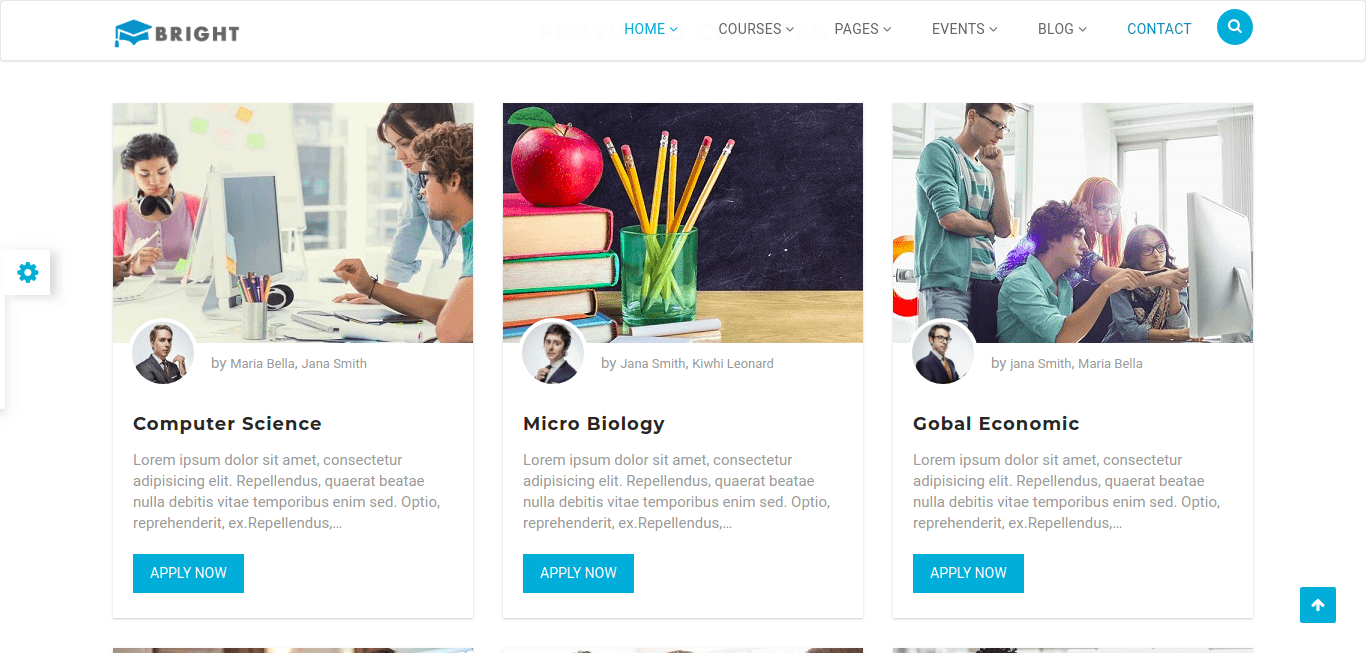 BRIGHT
HOME COURSES PAGES EVENTS BLOG CONTACT
by Maria Bella, Jana Smith
Computer Science
Lorem ipsum dolor sit amet, consectetur
adipisicing elit. Repellendus, quaerat beatae
nulla debitis vitae temporibus enim sed. Optio,
reprehenderit, ex.Repellendus,...
APPLY NOW
by Jana Smith, Kiwhi Leonard
Micro Biology
Lorem ipsum dolor sit amet, consectetur
adipisicing elit. Repellendus, quaerat beatae
nulla debitis vitae temporibus enim sed. Optio,
reprehenderit, ex.Repellendus,...
APPLY NOW
by jana Smith, Maria Bella
Gobal Economic
Lorem ipsum dolor sit amet, consectetur
adipisicing elit. Repellendus, quaerat beatae
nulla debitis vitae temporibus enim sed. Optio,
reprehenderit, ex.Repellendus,...
APPLY NOW